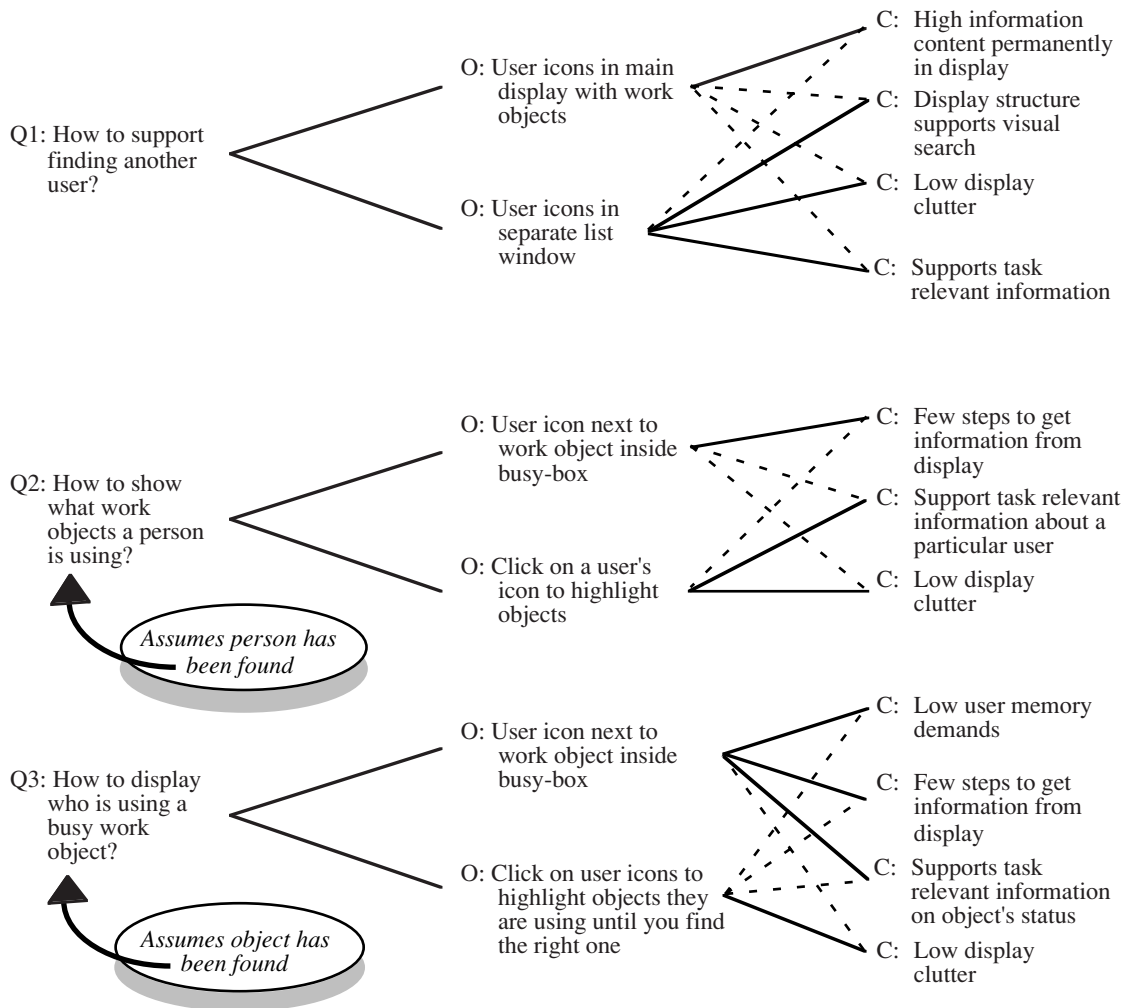 Q1: How to support
finding another
user?
O: User icons in main
display with work
objects
O: User icons in
separate list
window
C: High information
content permanently
in display
C: Display structure
supports visual
search
C: Low display
clutter
C: Supports task
relevant information
Q2: How to show
what work
objects a person
is using?
Assumes person has
been found
O: User icon next to
work object inside
busy-box
O: Click on a user's
icon to highlight
objects
C: Few steps to get
information from
display
C: Support task relevant
information about a
particular user
C: Low display
clutter
Q3: How to display
who is using a
busy work
object?
Assumes object has
been found
O: User icon next to
work object inside
busy-box
O: Click on user icons to
highlight objects they
are using until you find
the right one
C: Low user memory
demands
C: Few steps to get
information from
display
C: Supports task
relevant information
on object's status
C: Low display
clutter